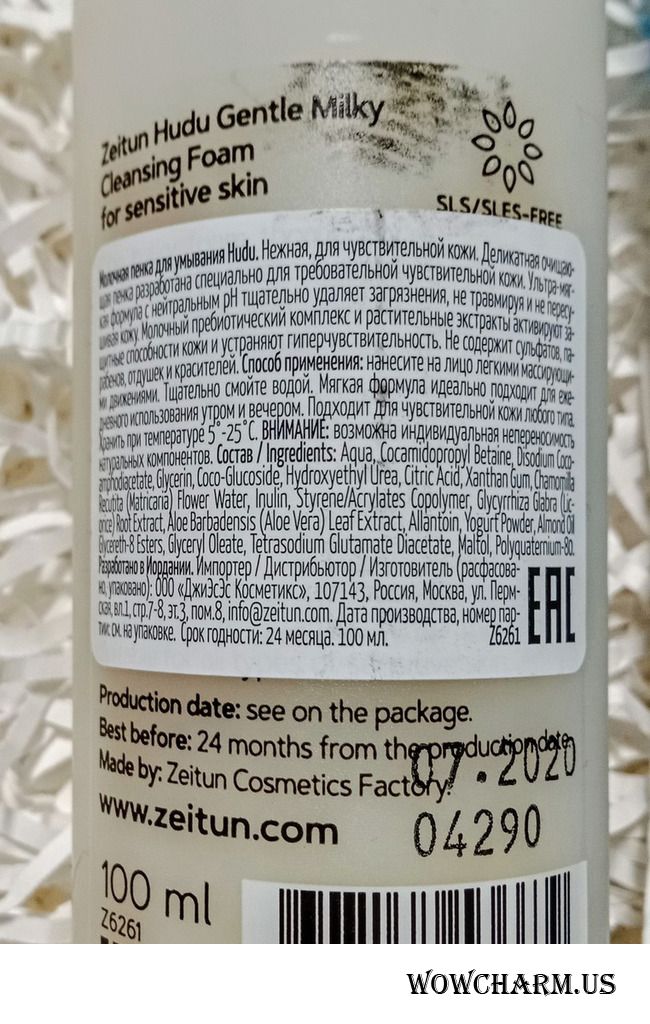 Zeitun Hudu Gentle Milky
Cleansing Foam
for sensitive skin
SLS/SLES-FREE
Молочная пенка для умывания Hudu. Нежная, для чувствительной кожи. Деликатная очищаю-
щая пенка разработана специально для требовательной чувствительной кожи. Ультра-мяг-
кая формула с нейтральным pH тщательно удаляет загрязнения, не травмируя и не пересу-
шивая кожу. Молочный пребиотический комплекс и растительные экстракты активируют за-
щитные способности кожи и устраняют гиперчувствительность. Не содержит сульфатов, па-
рабенов, отдушек и красителей. Способ применения: нанесите на лицо легкими массирующи-
ми движениями. Тщательно смойте водой. Мягкая формула идеально подходит для еже-
дневного использования утром и вечером. Подходит для чувствительной кожи любого типа.
Хранить при температуре 5°-25°С. ВНИМАНИЕ: возможна индивидуальная непереносимость
натуральных компонентов. Состав / Ingredients: Aqua, Cocamidopropyl Betaine, Disodium Coco-
amphodiacetate, Glycerin, Coco-Glucoside, Hydroxyethyl Urea, Citric Acid, Xanthan Gum, Chamomilla
Recutita (Matricaria) Flower Water, Inulin, Styrene/Acrylates Copolymer, Glycyrrhiza Glabra (Lic-
orice) Root Extract, Aloe Barbadensis (Aloe Vera) Leaf Extract, Allantoin, Yogurt Powder, Almond Oil
Glycereth-8 Esters, Glyceryl Oleate, Tetrasodium Glutamate Diacetate, Maltol, Polyquaternium-80.
Разработано в Иордании. Импортер / Дистрибьютор / Изготовитель (расфасова-
но, упаковано): ООО «ДжиЭсЭс Косметикс», 107143, Россия, Москва, ул. Перм-
ская, вл.1, стр.7-8, эт.3, пом.8, info@zeitun.com. Дата производства, номер пар-
тии: см. на упаковке. Срок годности: 24 месяца. 100 мл.
Z6261
EAC
Production date: see on the package.
Best before: 24 months from the production date.
07.2020
Made by: Zeitun Cosmetics Factory.
www.zeitun.com
04290
100 ml
Z6261
WOWCHARM.US